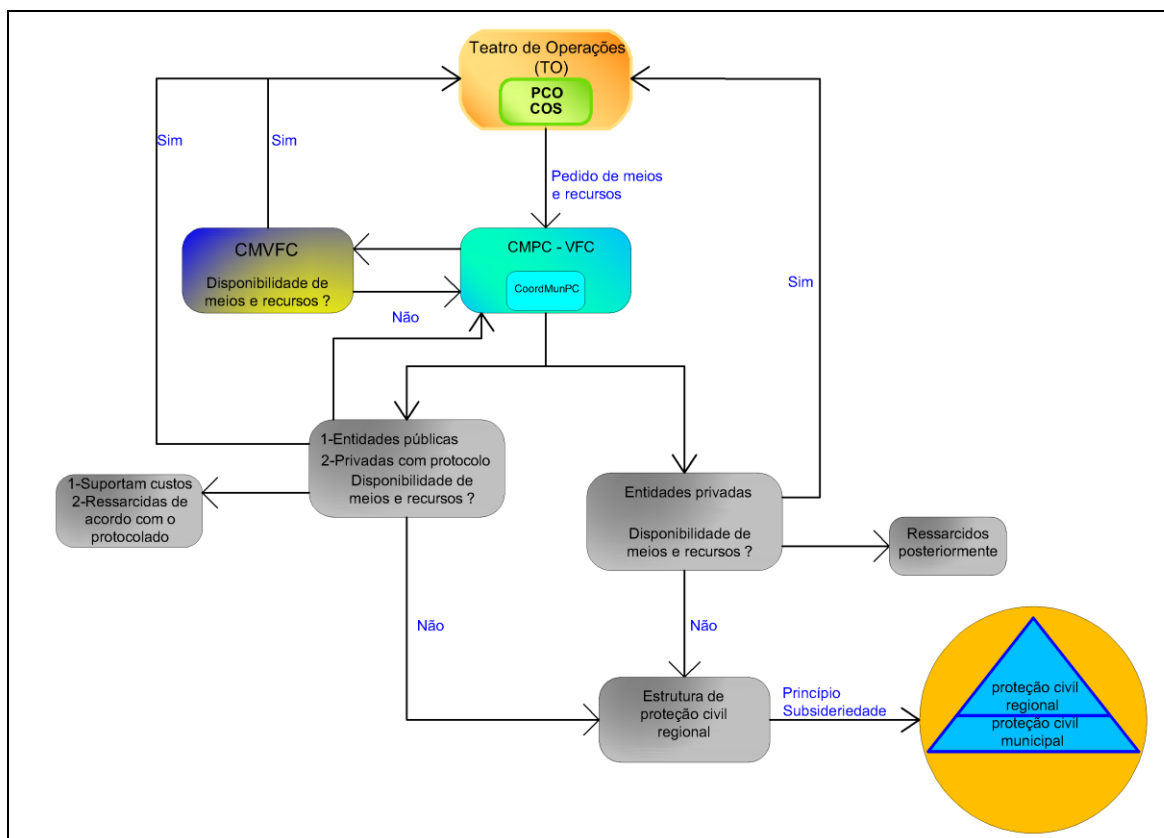 Teatro de Operações
(TO)
PCO
COS
Sim
Sim
Pedido de meios
e recursos
CMVFC
Disponibilidade de
meios e recursos ?
CMPC - VFC
CoordMunPC
Sim
Não
1-Entidades públicas
2-Privadas com protocolo
Disponibilidade de
meios e recursos ?
1-Suportam custos
2-Ressarcidas de
acordo com o
protocolado
Entidades privadas
Disponibilidade de
meios e recursos ?
Ressarcidos
posteriormente
Não
Não
Estrutura de
proteção civil
regional
Princípio
Subsideriedade
proteção civil
regional
proteção civil
municipal